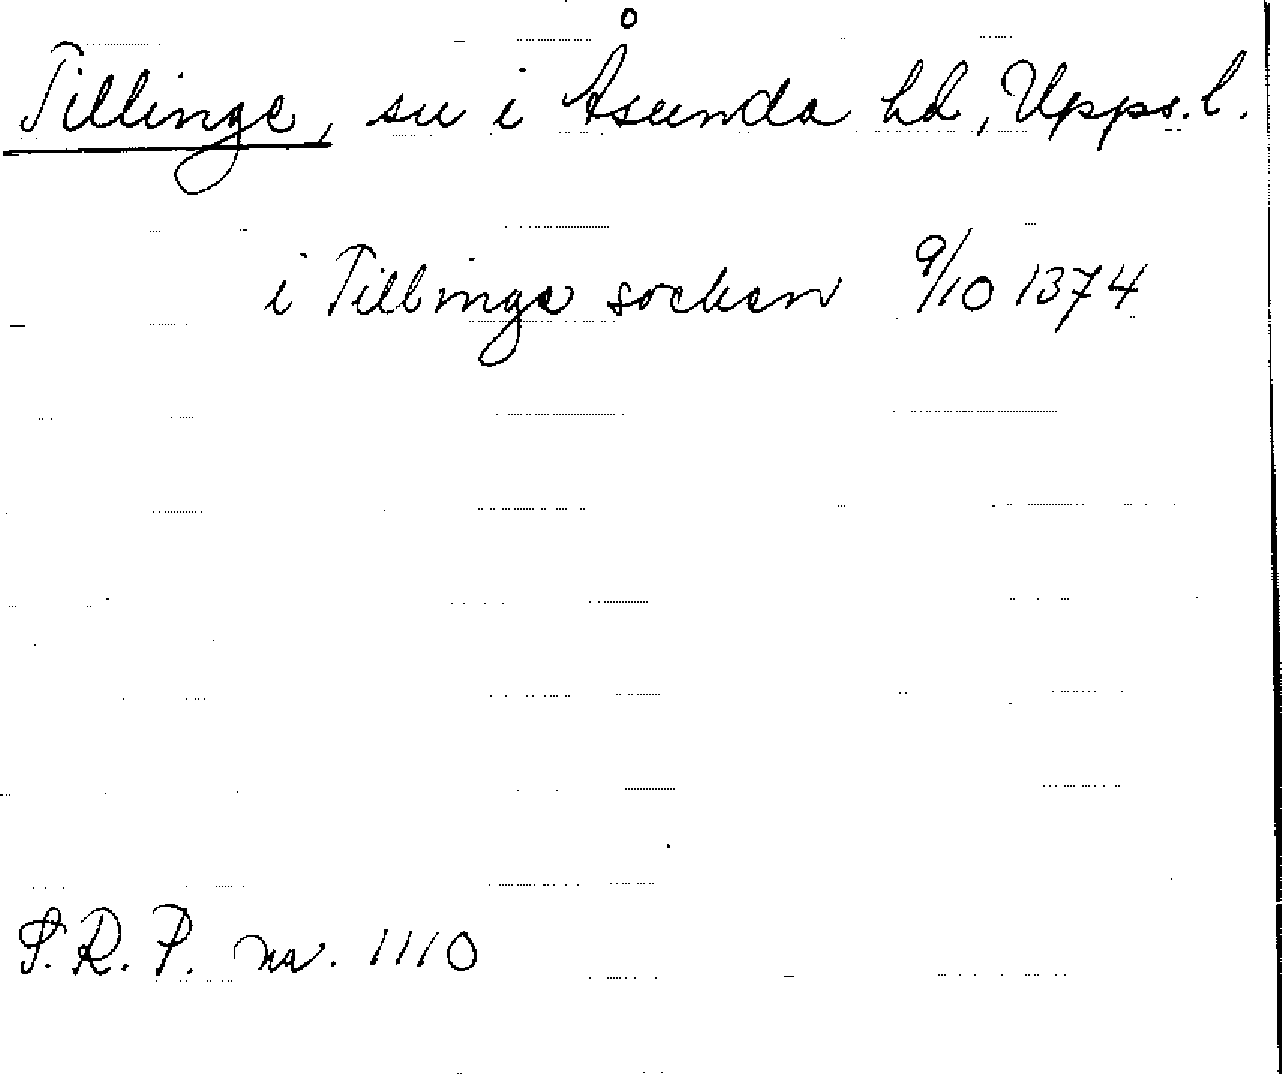 Tillinge, sn i Åsunda hd, Upps. l.
i Tillinge socken 9/10 1374
S.R.P. nr. 1110